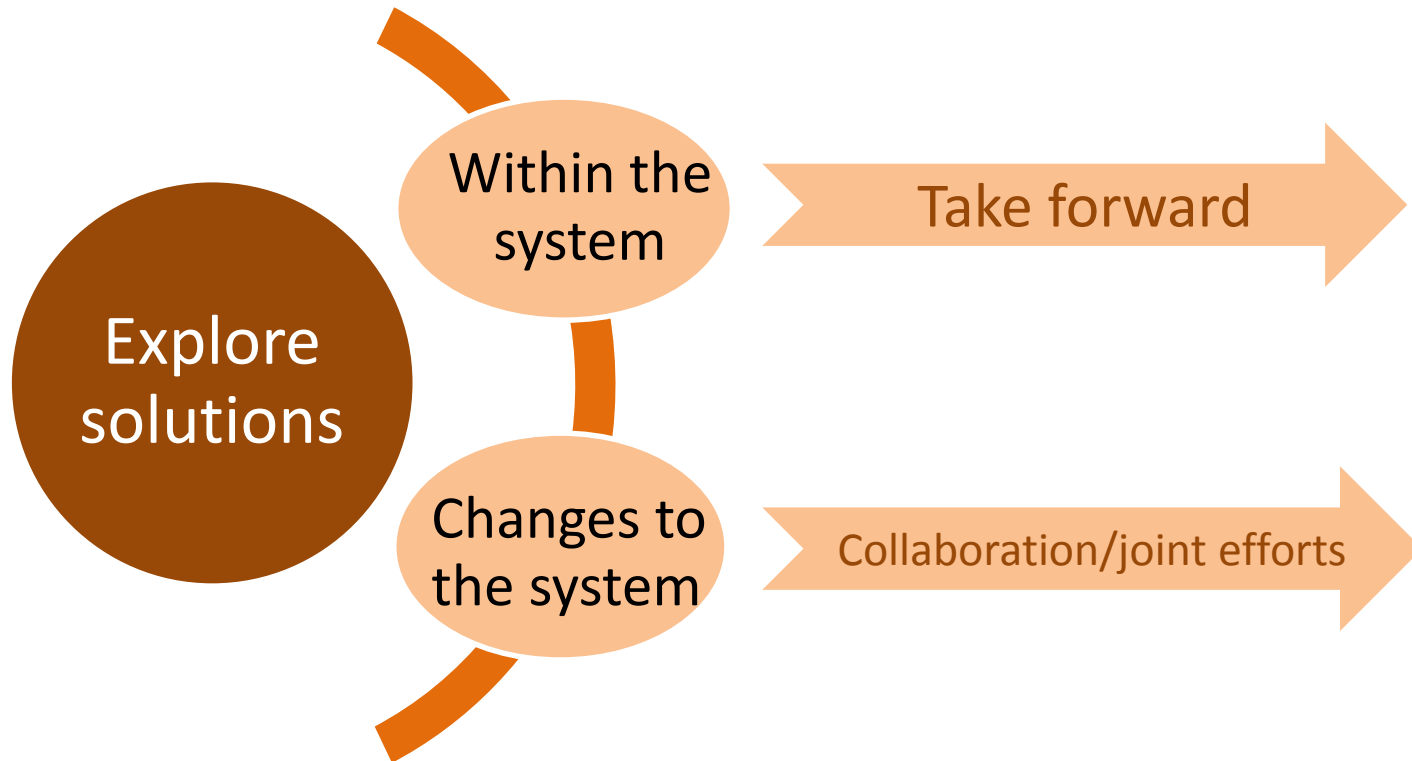 Within the
system
Take forward
Explore
solutions
Changes to
the system
Collaboration/joint efforts